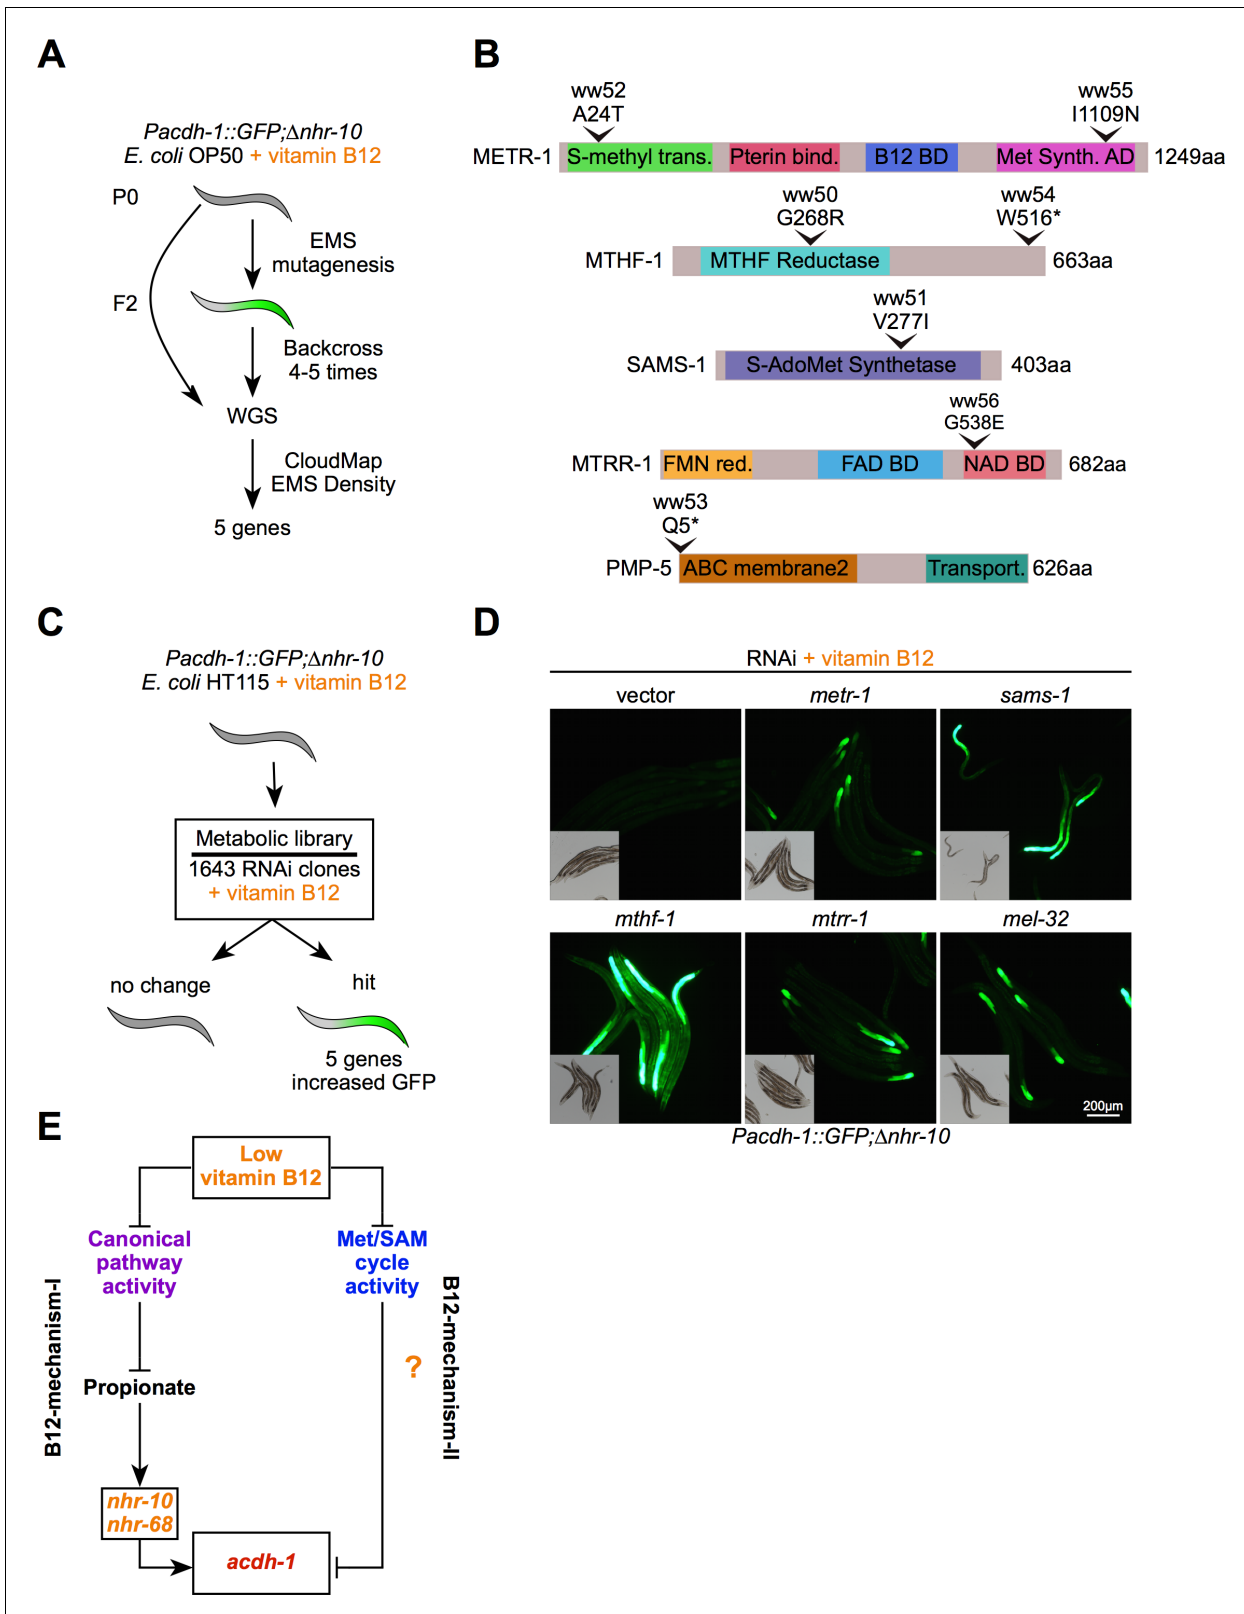 A
Pacdh-1::GFP;Δnhr-10
E. coli OP50 + vitamin B12
P0
EMS
mutagenesis
F2
Backcross
4-5 times
WGS
CloudMap
EMS Density
5 genes
B
ww52
A24T
ww55
I1109N
METR-1
S-methyl trans.
Pterin bind.
B12 BD
Met Synth. AD
1249aa
ww50
G268R
ww54
W516*
MTHF-1
MTHF Reductase
663aa
ww51
V277I
SAMS-1
S-AdoMet Synthetase
403aa
ww56
G538E
MTRR-1
FMN red.
FAD BD
NAD BD
682aa
ww53
Q5*
PMP-5
ABC membrane2
Transport.
626aa
C
Pacdh-1::GFP;Δnhr-10
E. coli HT115 + vitamin B12
Metabolic library
1643 RNAi clones
+ vitamin B12
no change
hit
5 genes
increased GFP
D
RNAi + vitamin B12
vector
metr-1
sams-1
mthf-1
mtrr-1
mel-32
200µm
Pacdh-1::GFP;Δnhr-10
E
Low
vitamin B12
Canonical
pathway
activity
Met/SAM
cycle
activity
B12-mechanism-I
B12-mechanism-II
?
Propionate
nhr-10
nhr-68
acdh-1